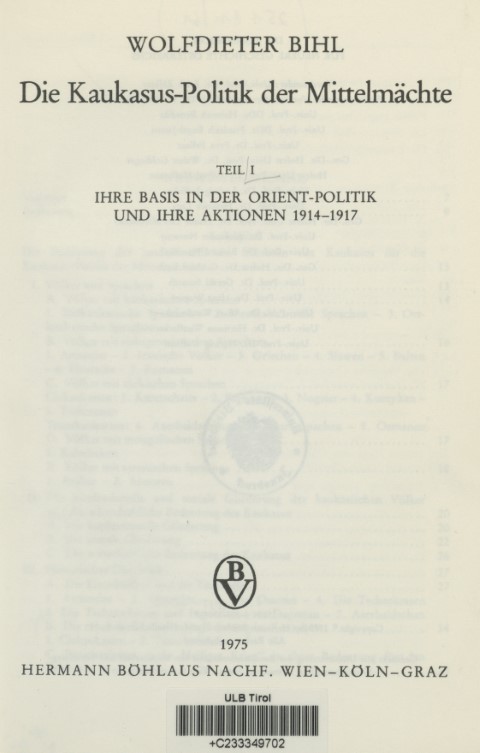 WOLFDIETER BIHL
Die Kaukasus-Politik der Mittelmächte
TEIL I
IHRE BASIS IN DER ORIENT-POLITIK
UND IHRE AKTIONEN 1914–1917
B
V
1975
HERMANN BÖHLAUS NACHF. WIEN–KÖLN–GRAZ
ULB Tirol
+C233349702